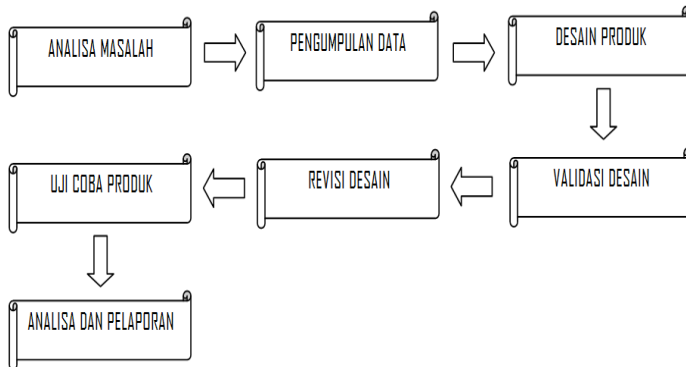 ANALISA MASALAH
PENGUMPULAN DATA
DESAIN PRODUK
VALIDASI DESAIN
REVISI DESAIN
UJI COBA PRODUK
ANALISA DAN PELAPORAN